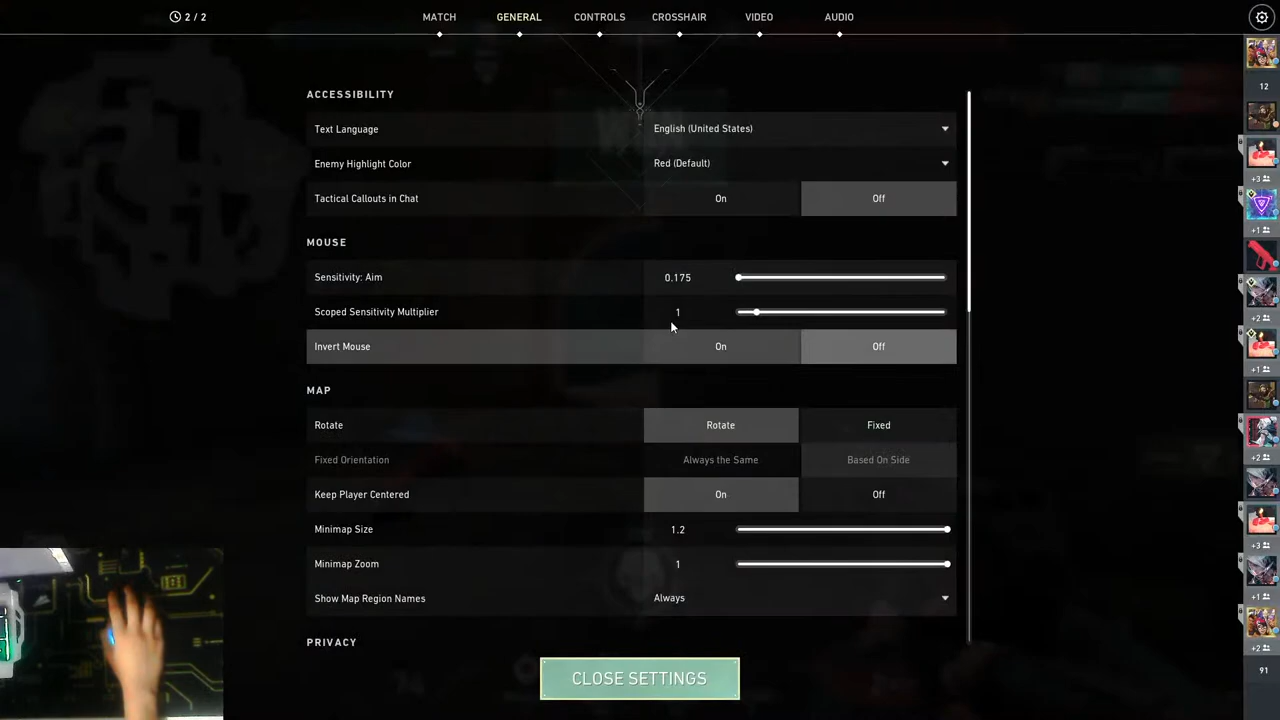 2 / 2
MATCH
GENERAL
CONTROLS
CROSSHAIR
VIDEO
AUDIO
ACCESSIBILITY
Text Language English (United States)
Enemy Highlight Color Red (Default)
Tactical Callouts in Chat On Off
MOUSE
Sensitivity: Aim 0.175
Scoped Sensitivity Multiplier 1
Invert Mouse On Off
MAP
Rotate Rotate Fixed
Fixed Orientation Always the Same Based On Side
Keep Player Centered On Off
Minimap Size 1.2
Minimap Zoom 1
Show Map Region Names Always
PRIVACY
CLOSE SETTINGS
12
+3
+1
+2
+1
+2
+3
+1
+2
91